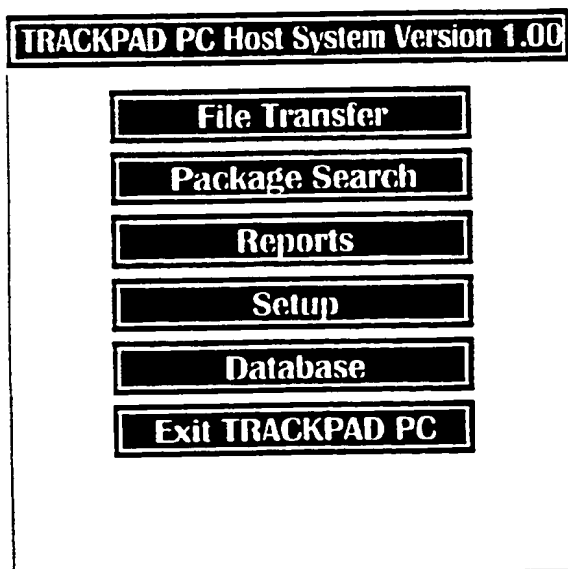 TRACKPAD PC Host System Version 1.00
File Transfer
Package Search
Reports
Setup
Database
Exit TRACKPAD PC